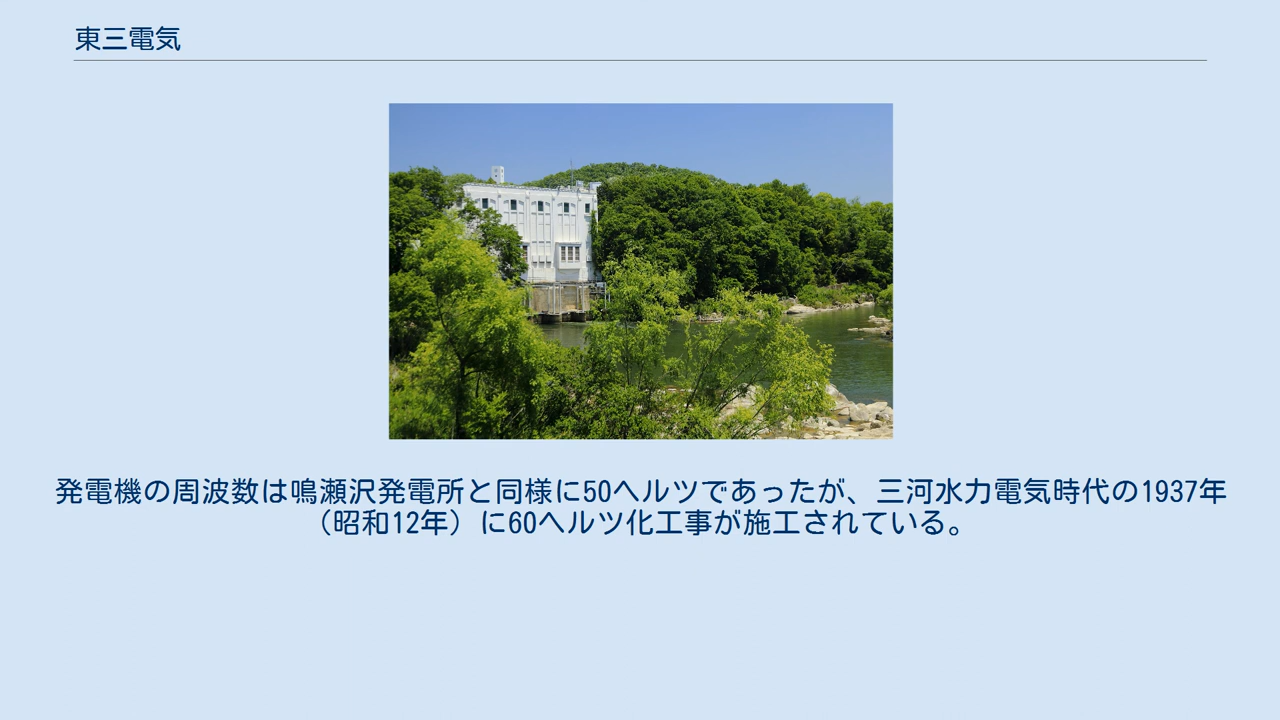 東三電気
発電機の周波数は鳴瀬沢発電所と同様に50ヘルツであったが、三河水力電気時代の1937年
（昭和12年）に60ヘルツ化工事が施工されている。